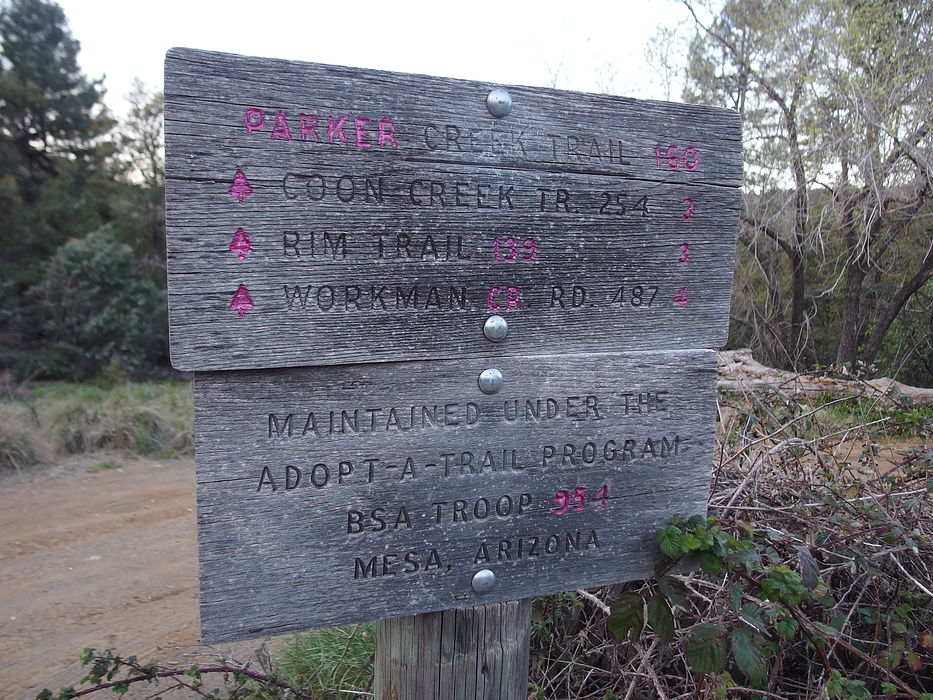 PARKER CREEK TRAIL 160
COON CREEK TR. 254 3
RIM TRAIL 139 3
WORKMAN CR. RD. 487 4
MAINTAINED UNDER THE
ADOPT-A-TRAIL PROGRAM
BSA TROOP 954
MESA, ARIZONA